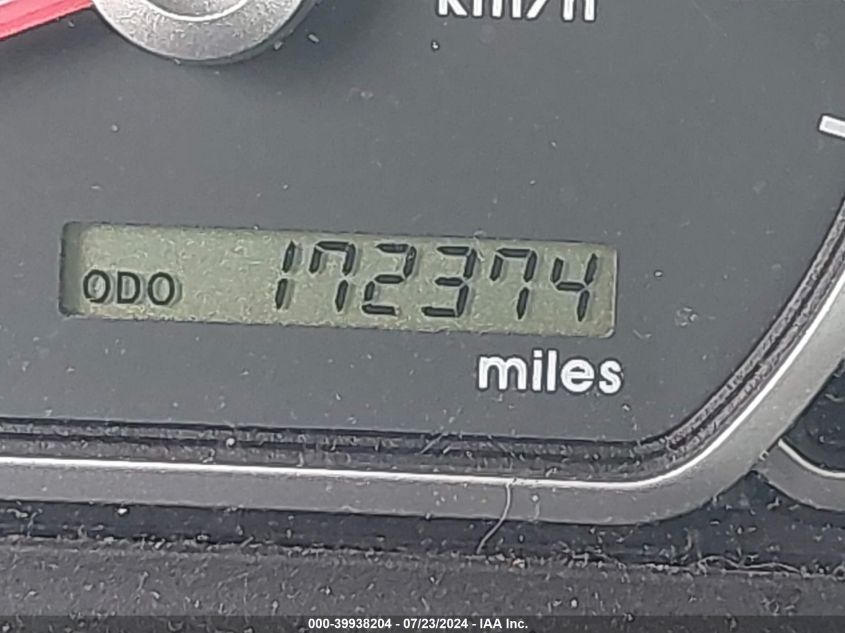 km/h
ODO 172374
miles
000-39938204 - 07/23/2024 - IAA Inc.